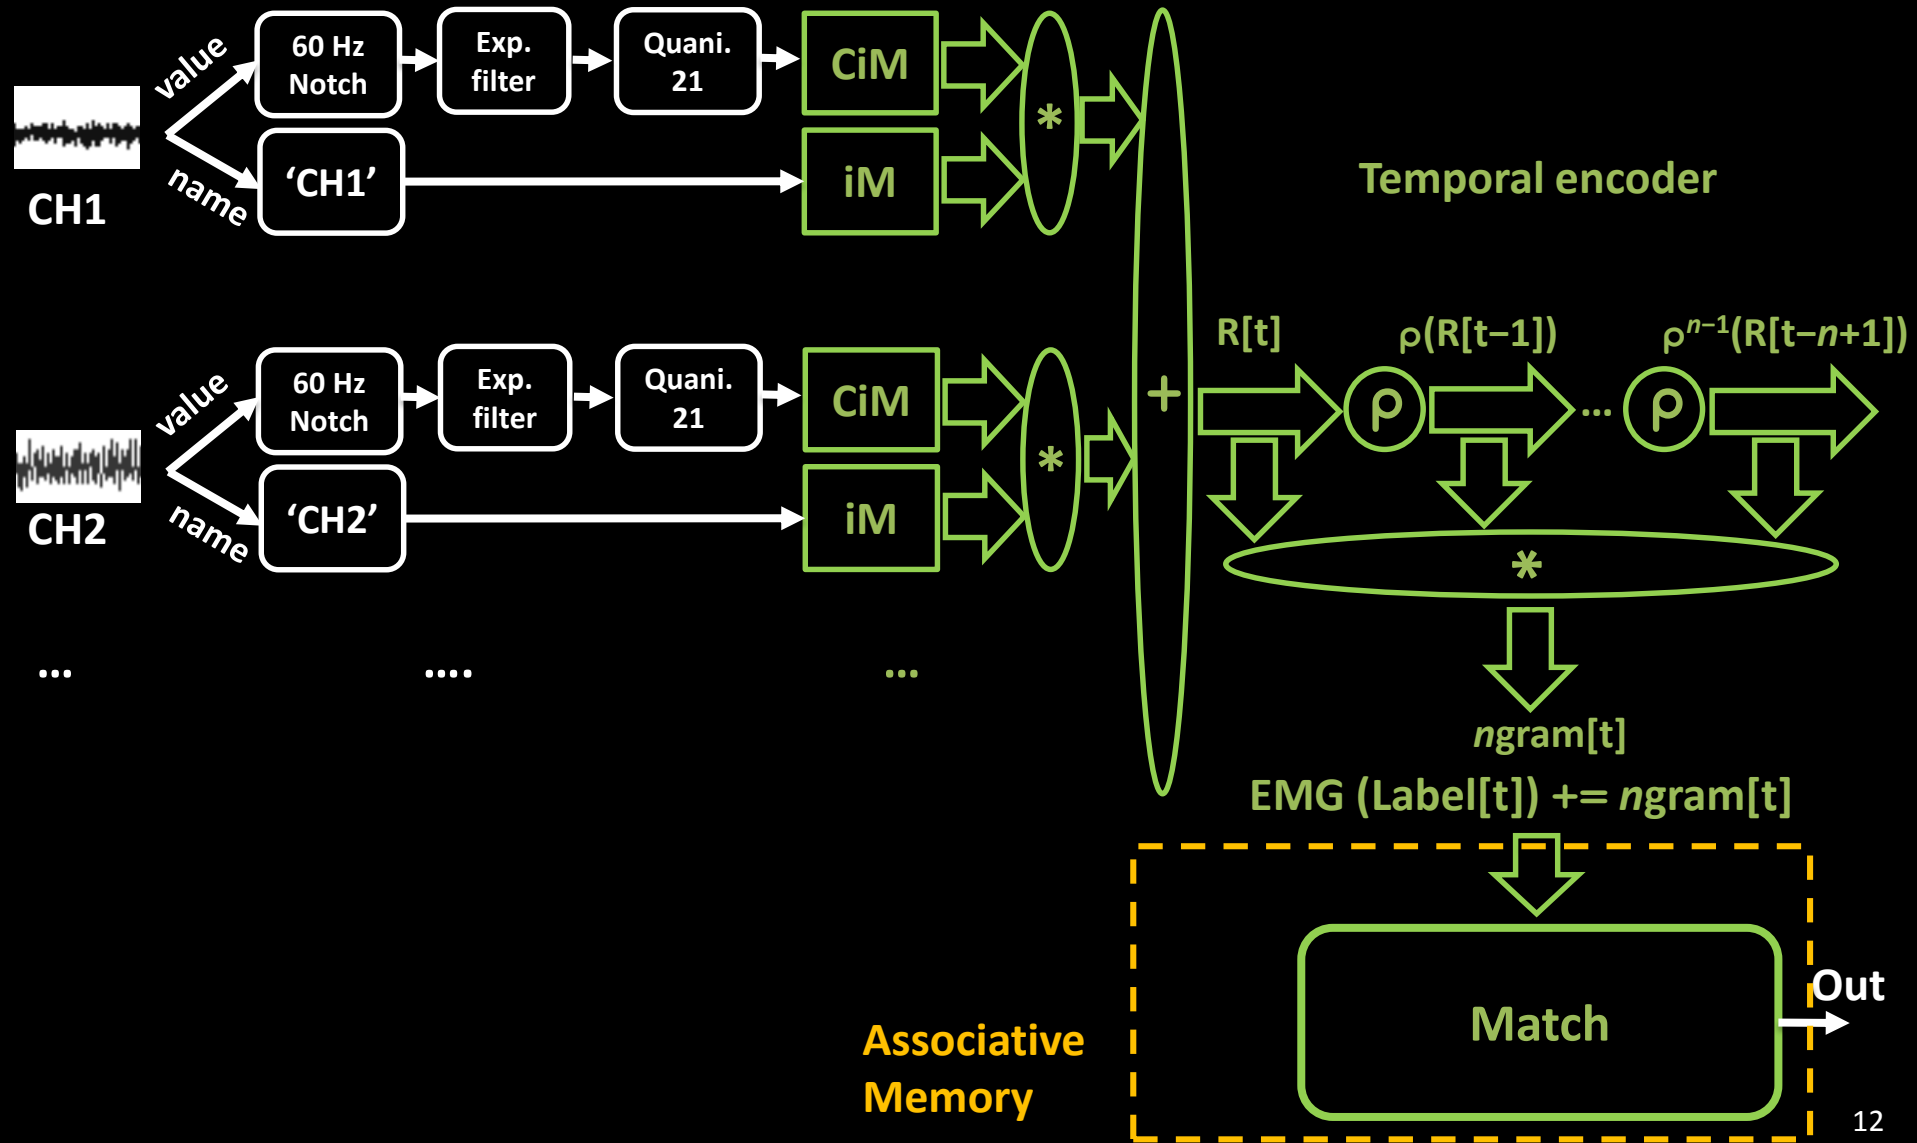 value
60 Hz
Notch
Exp.
filter
Quani.
21
CiM
*
CH1
name
‘CH1’
iM
Temporal encoder
value
60 Hz
Notch
Exp.
filter
Quani.
21
CiM
*
CH2
name
‘CH2’
iM
...
....
...
+
R[t]
ρ(R[t−1])
ρⁿ⁻¹(R[t−n+1])
ρ
...
ρ
*
ngram[t]
EMG (Label[t]) += ngram[t]
Match
Out
Associative
Memory
12